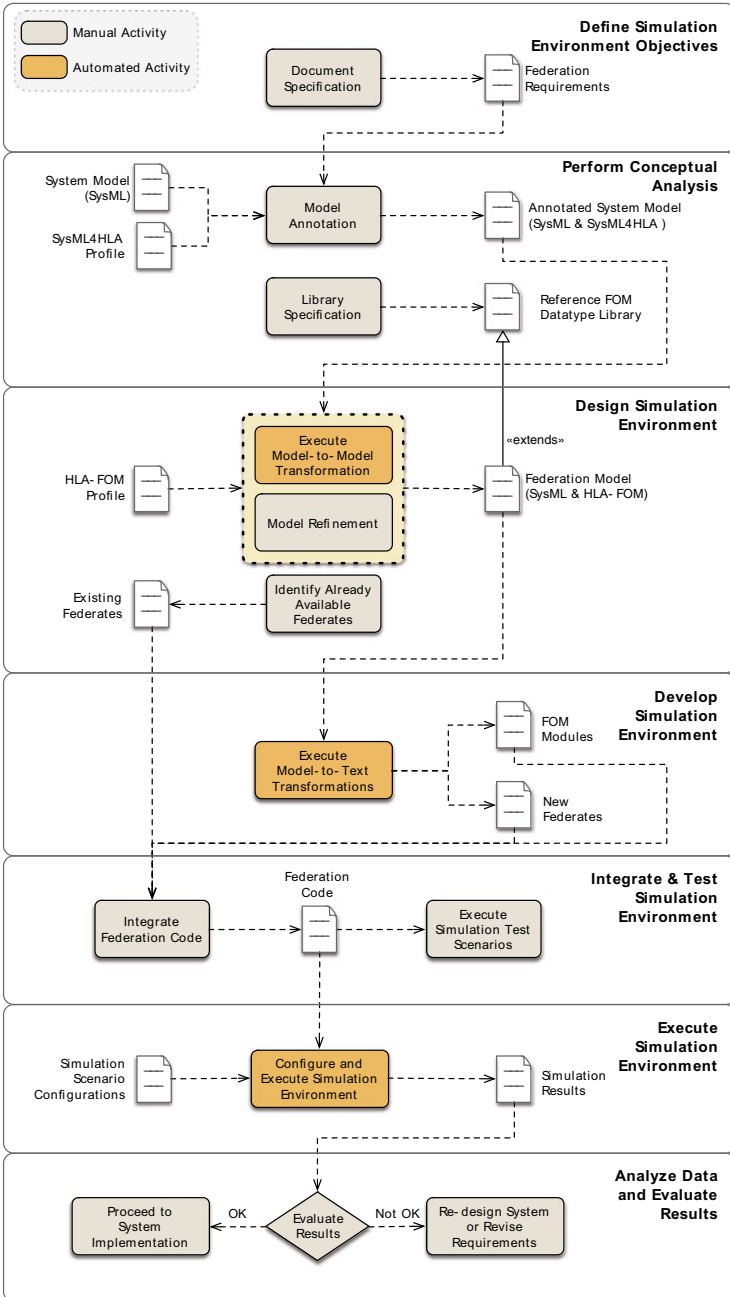 Manual Activity
Automated Activity
Define Simulation
Environment Objectives
Document
Specification
Federation
Requirements
Perform Conceptual
Analysis
System Model
(SysML)
SysML4HLA
Profile
Model
Annotation
Annotated System Model
(SysML & SysML4HLA )
Library
Specification
Reference FOM
Datatype Library
Design Simulation
Environment
Execute
Model- to- Model
Transformation
«extends»
HLA- FOM
Profile
Model Refinement
Federation Model
(SysML & HLA- FOM)
Existing
Federates
Identify Already
Available
Federates
Develop
Simulation
Environment
Execute
Model- to- Text
Transformations
FOM
Modules
New
Federates
Integrate & Test
Simulation
Environment
Federation
Code
Integrate
Federation Code
Execute
Simulation Test
Scenarios
Execute
Simulation
Environment
Simulation
Scenario
Configurations
Configure and
Execute Simulation
Environment
Simulation
Results
Analyze Data
and Evaluate
Results
Proceed to
System
Implementation
OK
Evaluate
Results
Not OK
Re- design System
or Revise
Requirements